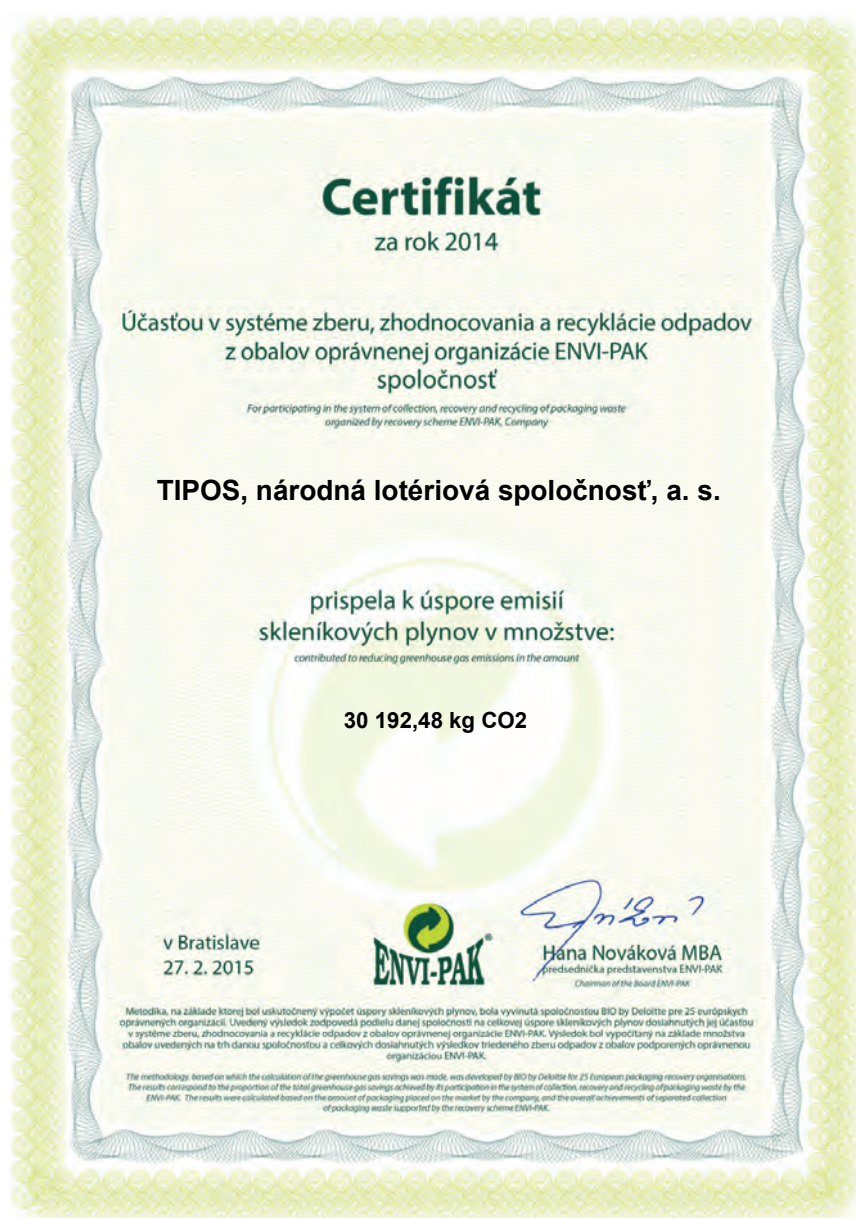 Certifikát
za rok 2014
Účasťou v systéme zberu, zhodnocovania a recyklácie odpadov
z obalov oprávnenej organizácie ENVI-PAK
spoločnosť
For participating in the system of collection, recovery and recycling of packaging waste
organized by recovery scheme ENVI-PAK, Company
TIPOS, národná lotériová spoločnosť, a. s.
prispela k úspore emisií
skleníkových plynov v množstve:
contributed to reducing greenhouse gas emissions in the amount
30 192,48 kg CO2
v Bratislave
27. 2. 2015
ENVI-PAK®
Hana Nováková MBA
predsedníčka predstavenstva ENVI-PAK
Chairman of the Board ENVI-PAK
Metodika, na základe ktorej bol uskutočnený výpočet úspory skleníkových plynov, bola vyvinutá spoločnosťou BIO by Deloitte pre 25 európskych
oprávnených organizácií. Uvedený výsledok zodpovedá podielu danej spoločnosti na celkovej úspore skleníkových plynov dosiahnutých jej účasťou
v systéme zberu, zhodnocovania a recyklácie odpadov z obalov oprávnenej organizácie ENVI-PAK. Výsledok bol vypočítaný na základe množstva
obalov uvedených na trh danou spoločnosťou a celkových dosiahnutých výsledkov triedeného zberu odpadov z obalov podporených oprávnenou
organizáciou ENVI-PAK.
The methodology, based on which the calculation of the greenhouse gas savings was made, was developed by BIO by Deloitte for 25 European packaging recovery organisations.
The results correspond to the proportion of the total greenhouse gas savings achieved by its participation in the system of collection, recovery and recycling of packaging waste by the
ENVI-PAK. The results were calculated based on the amount of packaging placed on the market by the company, and the overall achievements of separated collection
of packaging waste supported by the recovery scheme ENVI-PAK.